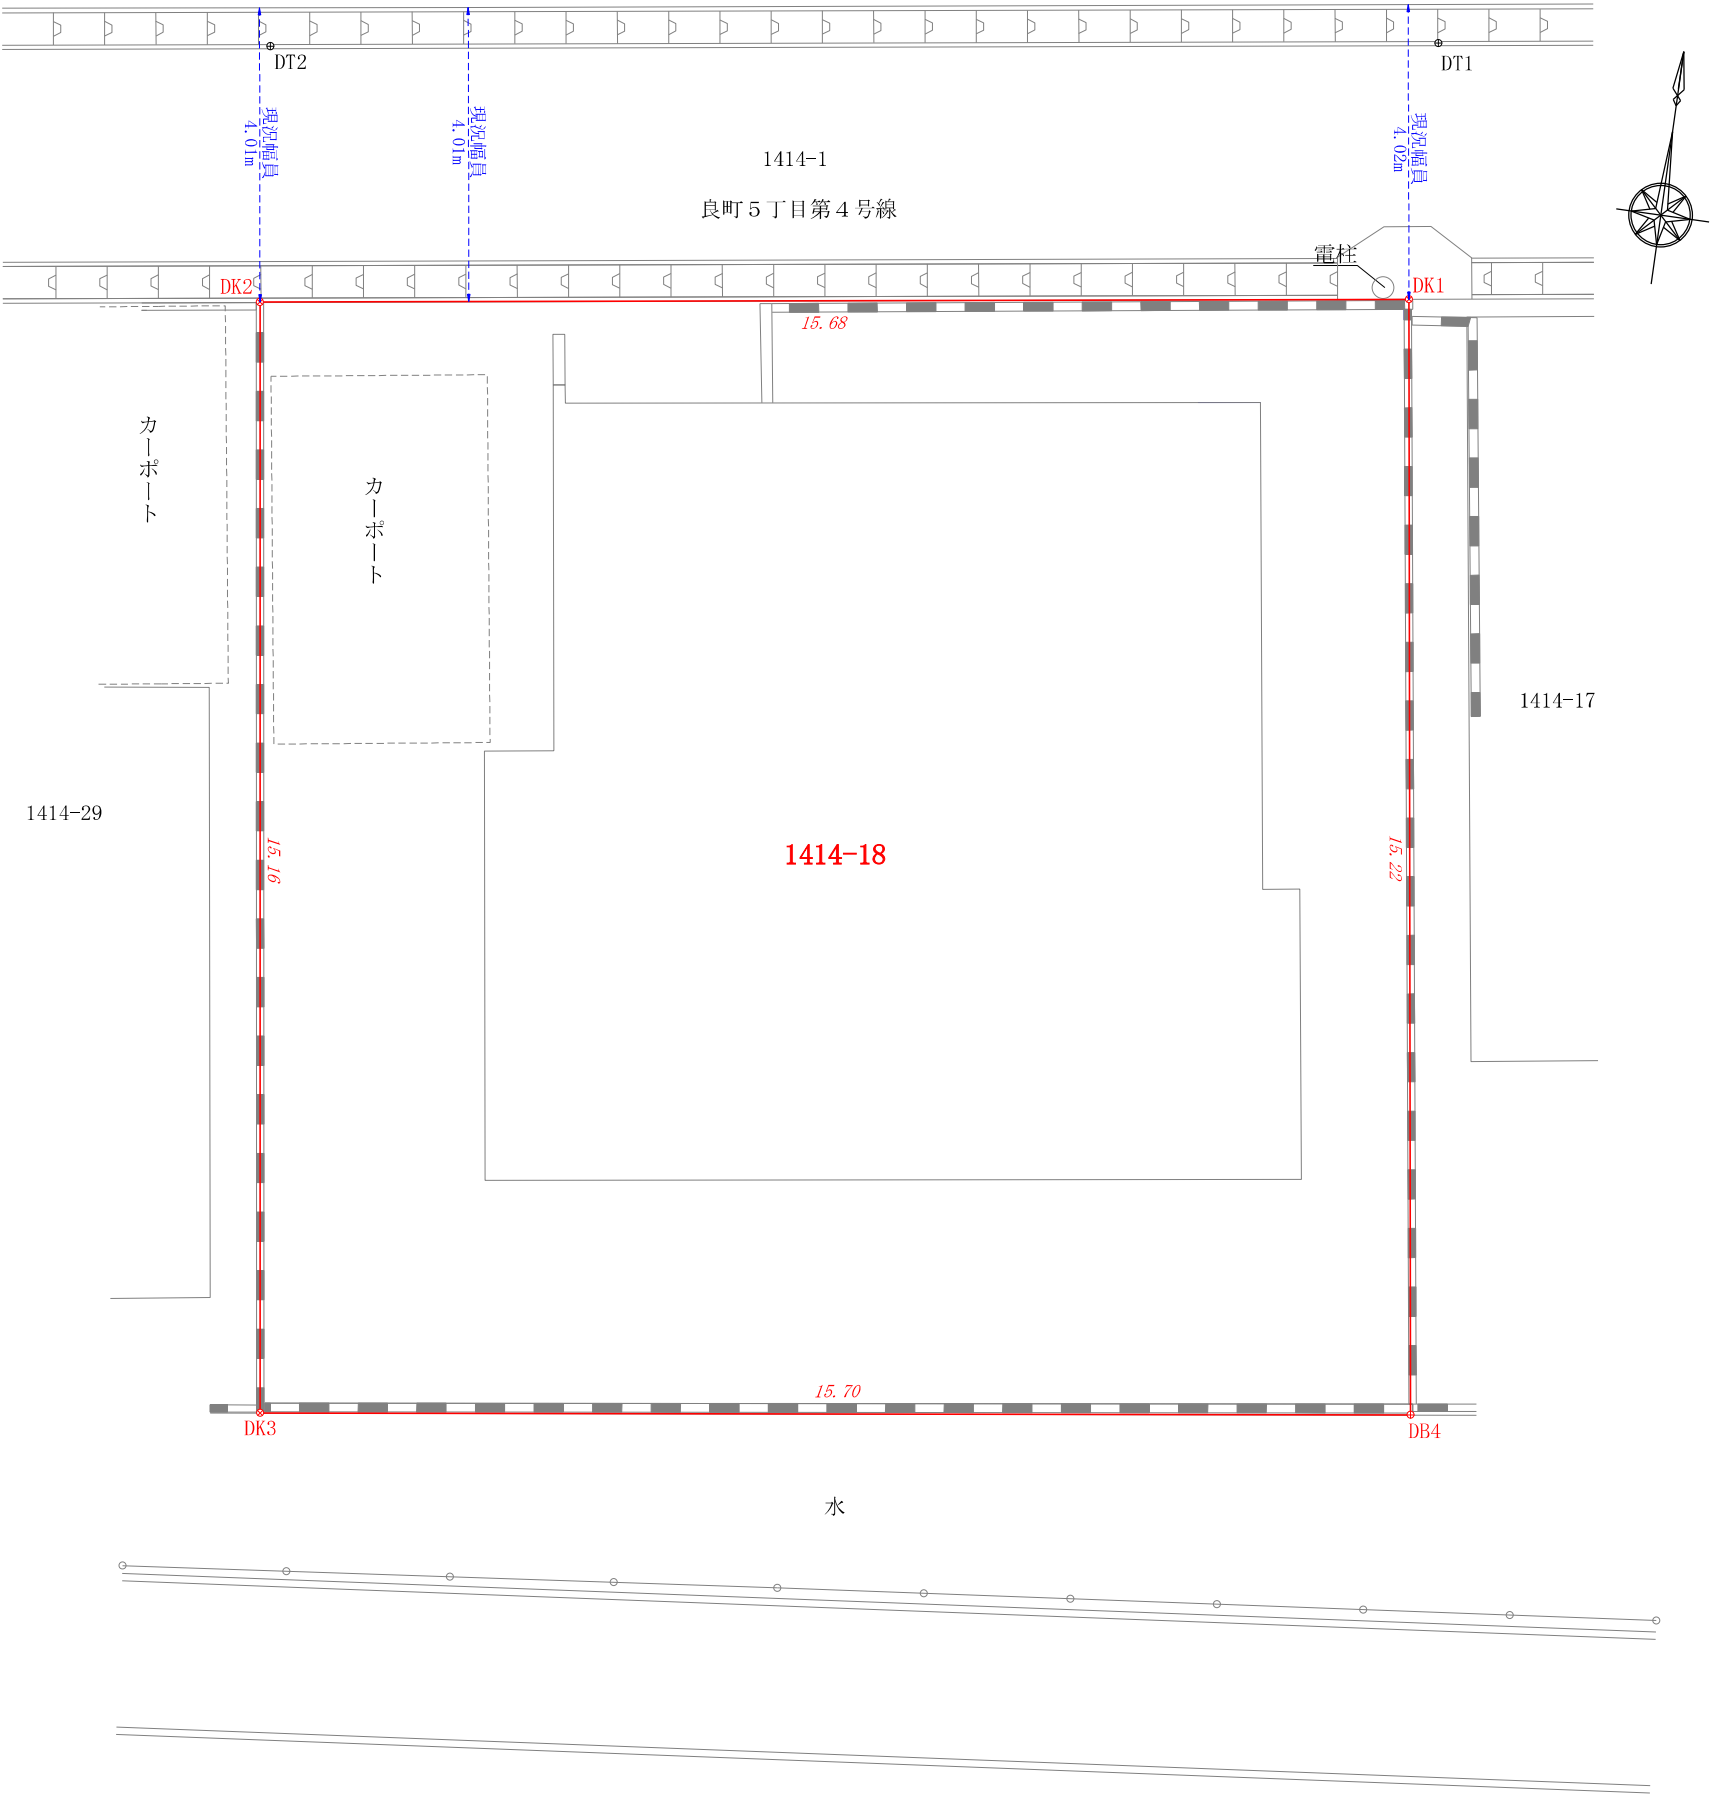 DT2
DT1
現況幅員
4.01m
現況幅員
4.01m
現況幅員
4.02m
1414-1
良町５丁目第４号線
電柱
DK2
DK1
15.68
カーポート
カーポート
1414-17
1414-29
15.16
1414-18
15.22
15.70
DK3
DB4
水